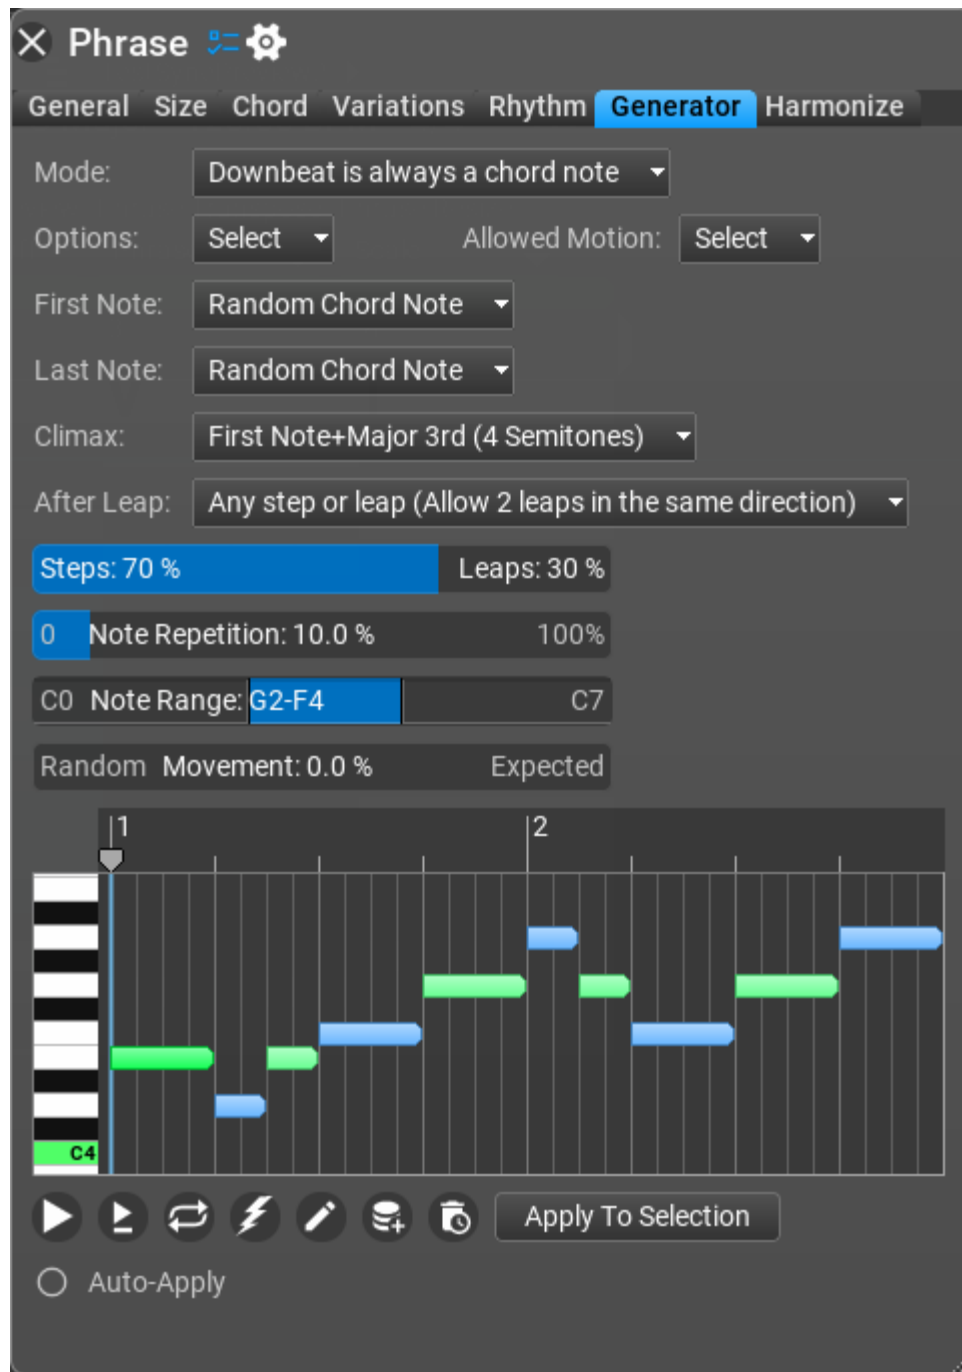 Phrase
General Size Chord Variations Rhythm Generator Harmonize
Mode: Downbeat is always a chord note
Options: Select Allowed Motion: Select
First Note: Random Chord Note
Last Note: Random Chord Note
Climax: First Note+Major 3rd (4 Semitones)
After Leap: Any step or leap (Allow 2 leaps in the same direction)
Steps: 70 % Leaps: 30 %
0 Note Repetition: 10.0 % 100%
C0 Note Range: G2-F4 C7
Random Movement: 0.0 % Expected
1 2
C4
Apply To Selection
Auto-Apply